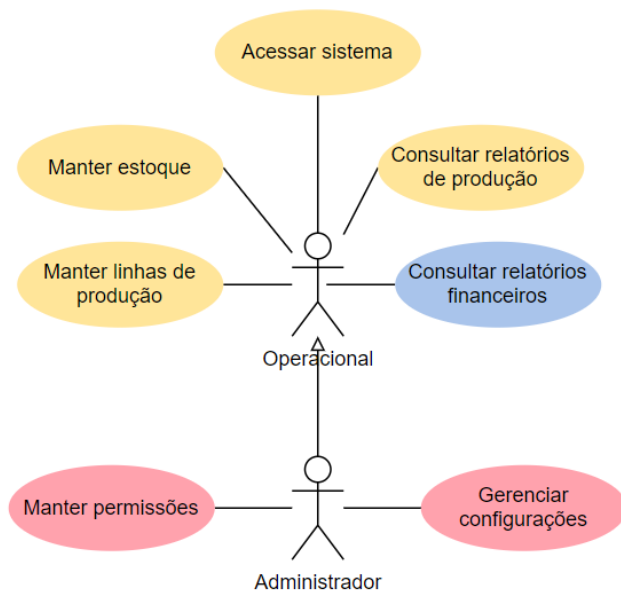 Acessar sistema
Manter estoque
Consultar relatórios
de produção
Manter linhas de
produção
Consultar relatórios
financeiros
Operacional
Manter permissões
Gerenciar
configurações
Administrador